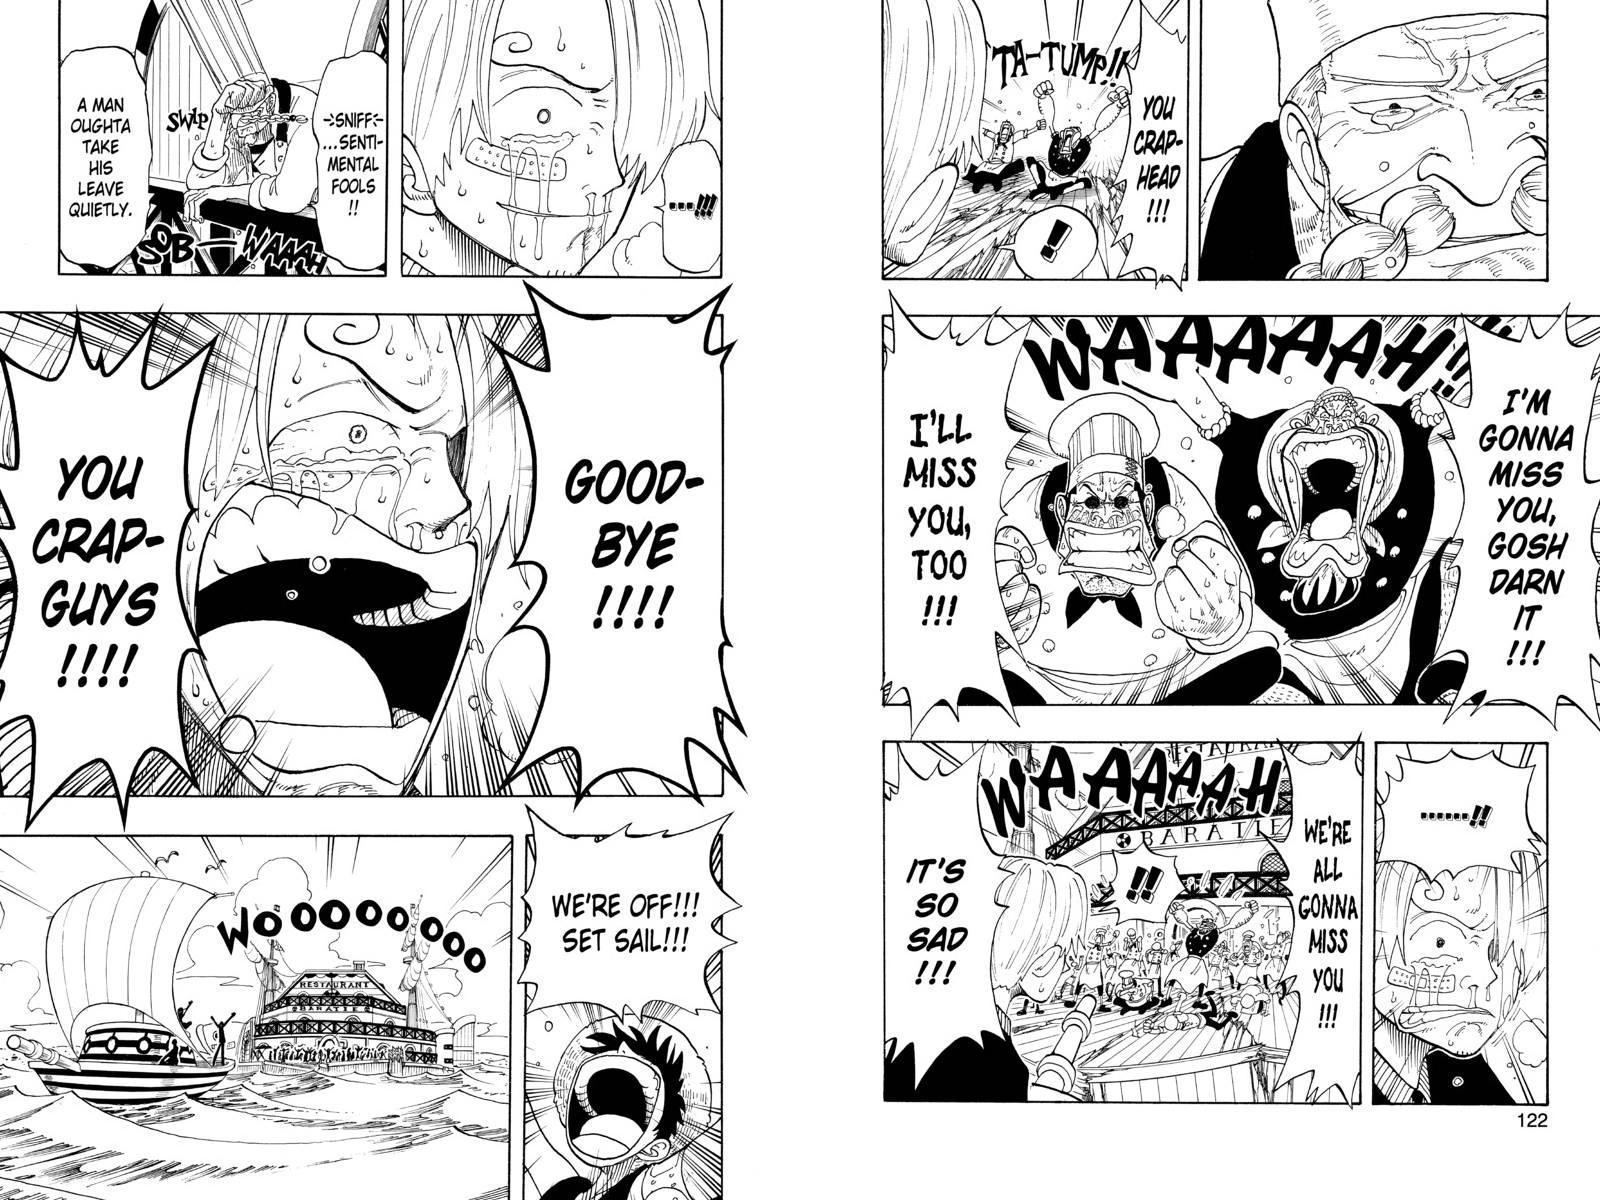 TA-TUMP!!
YOU
CRAP-
HEAD
!!!
!!
WAAAAAAH!!
I'M
GONNA
MISS
YOU,
GOSH
DARN
IT
!!!
I'LL
MISS
YOU,
TOO
!!!
.......!!
WAAAAAH
RESTAURANT
BARATIE
WE'RE
ALL
GONNA
MISS
YOU
!!!
!!
IT'S
SO
SAD
!!!
122
....!!!
SNIFF
...SENTI-
MENTAL
FOOLS
!!
SWIP
A MAN
OUGHTA
TAKE
HIS
LEAVE
QUIETLY.
SOB—
WAAAH
GOOD-
BYE
!!!!
YOU
CRAP-
GUYS
!!!!
WE'RE OFF!!!
SET SAIL!!!
WOOOOOOOO
RESTAURANT
BARATIE